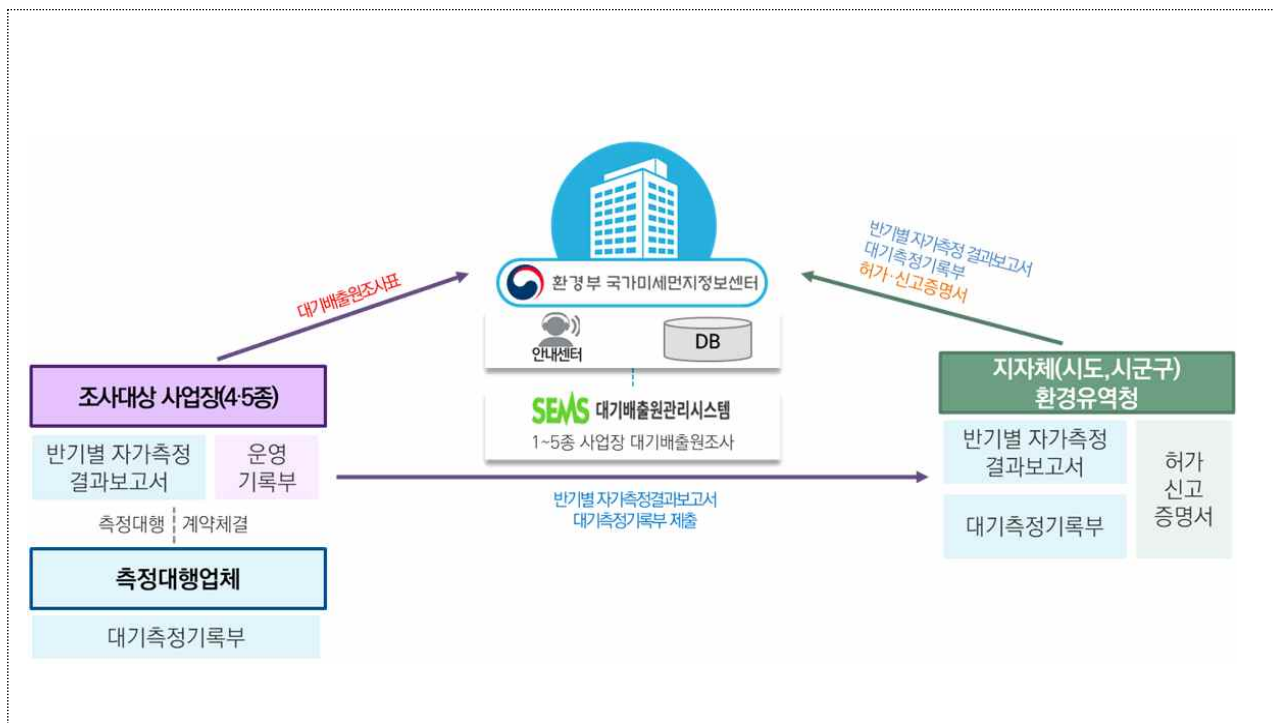 환경부 국가미세먼지정보센터
안내센터
DB
SEMS 대기배출원관리시스템
1~5종 사업장 대기배출원조사
대기배출원조사표
반기별 자가측정 결과보고서
대기측정기록부
허가·신고증명서
조사대상 사업장(4·5종)
반기별 자가측정
결과보고서
운영
기록부
측정대행 계약체결
측정대행업체
대기측정기록부
반기별 자가측정결과보고서
대기측정기록부 제출
지자체(시도,시군구)
환경유역청
반기별 자가측정
결과보고서
대기측정기록부
허가
신고
증명서